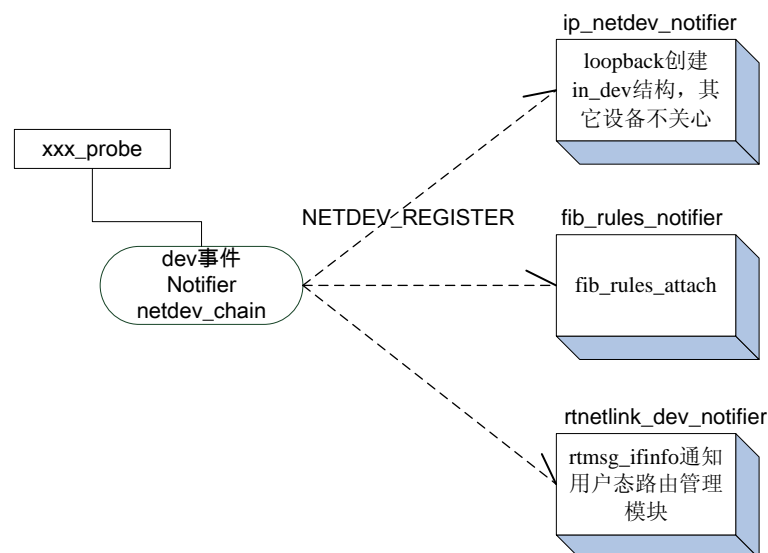 ip_netdev_notifier
loopback创建
in_dev结构，其
它设备不关心
xxx_probe
NETDEV_REGISTER
dev事件
Notifier
netdev_chain
fib_rules_notifier
fib_rules_attach
rtnetlink_dev_notifier
rtmsg_ifinfo通知
用户态路由管理
模块